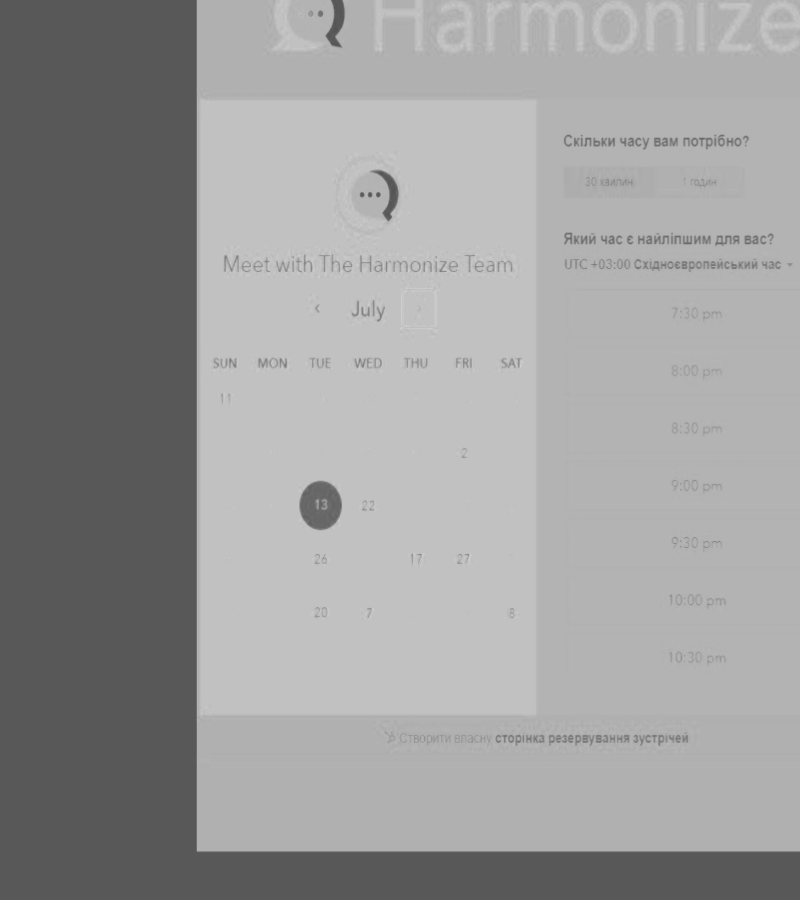 Harmonize
Meet with The Harmonize Team
July
SUN MON TUE WED THU FRI SAT
11
2
13 22
26 17 27
20 7 8
Скільки часу вам потрібно?
30 хвилин 1 годин
Який час є найліпшим для вас?
UTC +03:00 Східноєвропейський час
7:30 pm
8:00 pm
8:30 pm
9:00 pm
9:30 pm
10:00 pm
10:30 pm
Створити власну сторінка резервування зустрічей